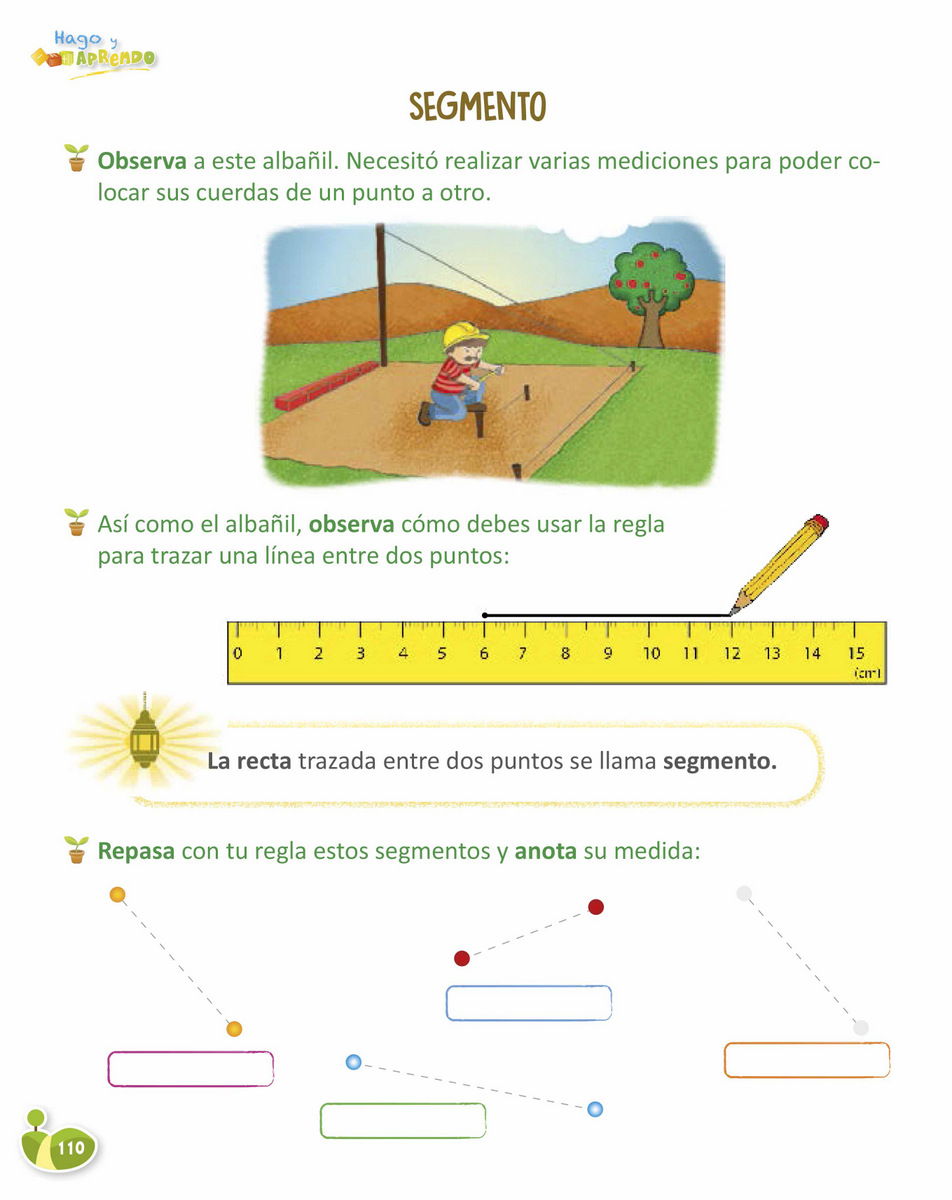 Hago y
APRENDO
SEGMENTO
Observa a este albañil. Necesitó realizar varias mediciones para poder co-
locar sus cuerdas de un punto a otro.
Así como el albañil, observa cómo debes usar la regla
para trazar una línea entre dos puntos:
0 1 2 3 4 5 6 7 8 9 10 11 12 13 14 15
(cm)
La recta trazada entre dos puntos se llama segmento.
Repasa con tu regla estos segmentos y anota su medida:
110